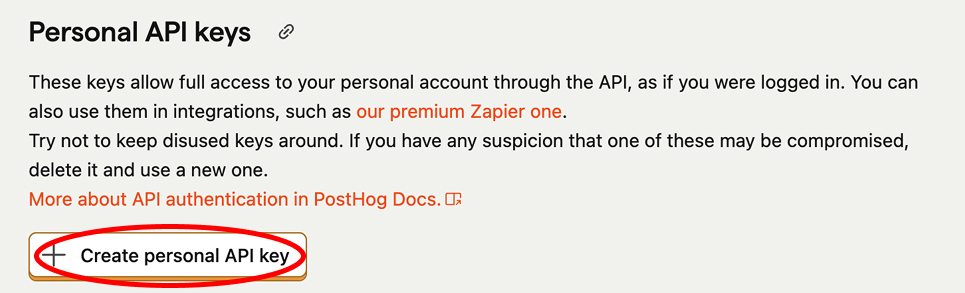 Personal API keys
These keys allow full access to your personal account through the API, as if you were logged in. You can
also use them in integrations, such as our premium Zapier one.
Try not to keep disused keys around. If you have any suspicion that one of these may be compromised,
delete it and use a new one.
More about API authentication in PostHog Docs.
Create personal API key